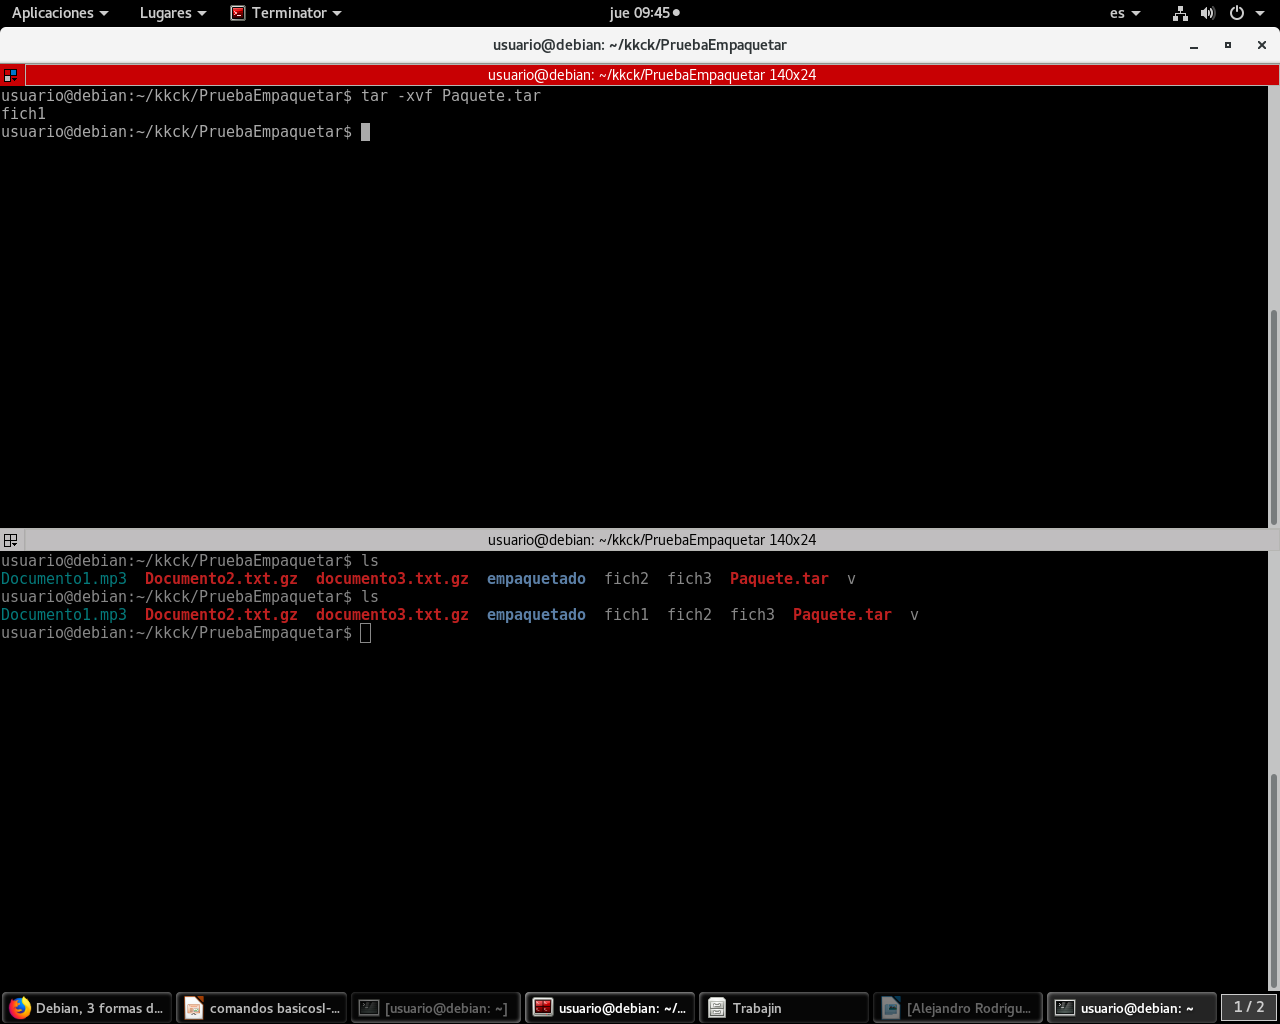 Aplicaciones Lugares Terminator jue 09:45 es
usuario@debian: ~/kkck/PruebaEmpaquetar
usuario@debian: ~/kkck/PruebaEmpaquetar 140x24
usuario@debian:~/kkck/PruebaEmpaquetar$ tar -xvf Paquete.tar
fich1
usuario@debian:~/kkck/PruebaEmpaquetar$
usuario@debian: ~/kkck/PruebaEmpaquetar 140x24
usuario@debian:~/kkck/PruebaEmpaquetar$ ls
Documento1.mp3 Documento2.txt.gz documento3.txt.gz empaquetado fich2 fich3 Paquete.tar v
usuario@debian:~/kkck/PruebaEmpaquetar$ ls
Documento1.mp3 Documento2.txt.gz documento3.txt.gz empaquetado fich1 fich2 fich3 Paquete.tar v
usuario@debian:~/kkck/PruebaEmpaquetar$
Debian, 3 formas d... comandos basicosl-... [usuario@debian: ~] usuario@debian: ~/... Trabajin [Alejandro Rodrígu... usuario@debian: ~ 1 / 2